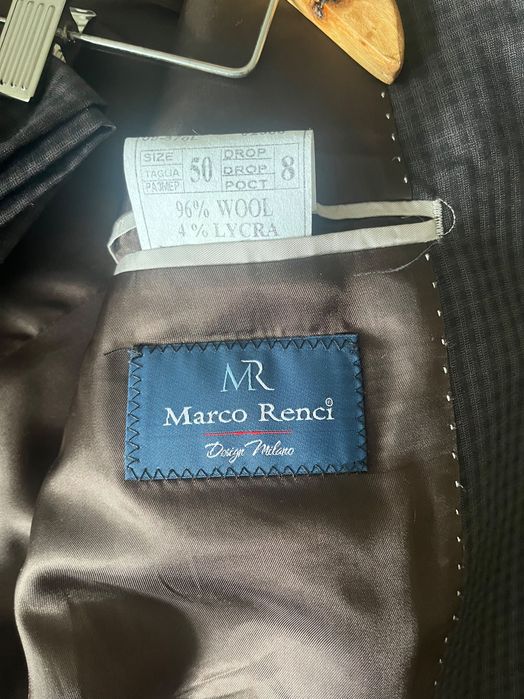 SIZE
TAGLIA
РАЗМЕР
50
DROP
DROP
РОСТ
8
96% WOOL
4 % LYCRA
MR
Marco Renci®
Design Milano